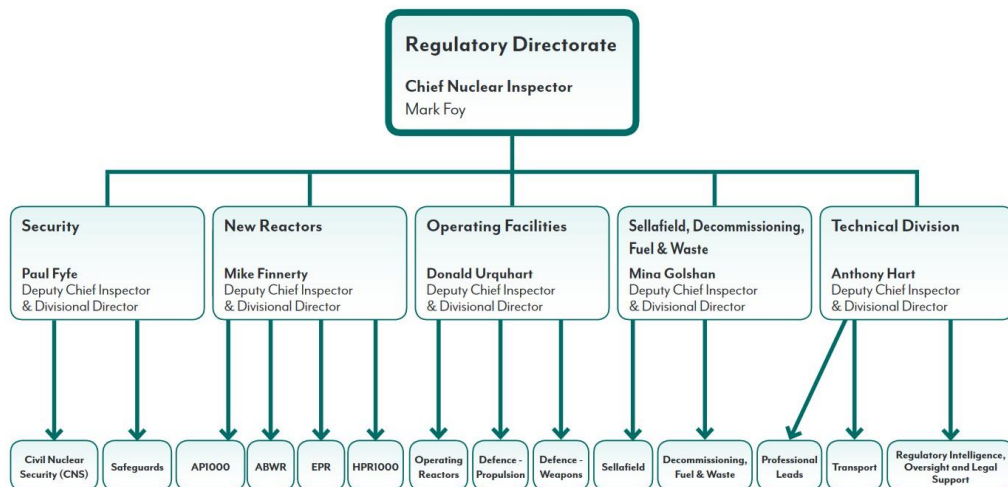 Regulatory Directorate
Chief Nuclear Inspector
Mark Foy
Security
Paul Fyfe
Deputy Chief Inspector
& Divisional Director
New Reactors
Mike Finnerty
Deputy Chief Inspector
& Divisional Director
Operating Facilities
Donald Urquhart
Deputy Chief Inspector
& Divisional Director
Sellafield, Decommissioning,
Fuel & Waste
Mina Golshan
Deputy Chief Inspector
& Divisional Director
Technical Division
Anthony Hart
Deputy Chief Inspector
& Divisional Director
Civil Nuclear
Security (CNS)
Safeguards
AP1000
ABWR
EPR
HPR1000
Operating
Reactors
Defence -
Propulsion
Defence -
Weapons
Sellafield
Decommissioning,
Fuel & Waste
Professional
Leads
Transport
Regulatory Intelligence,
Oversight and Legal
Support